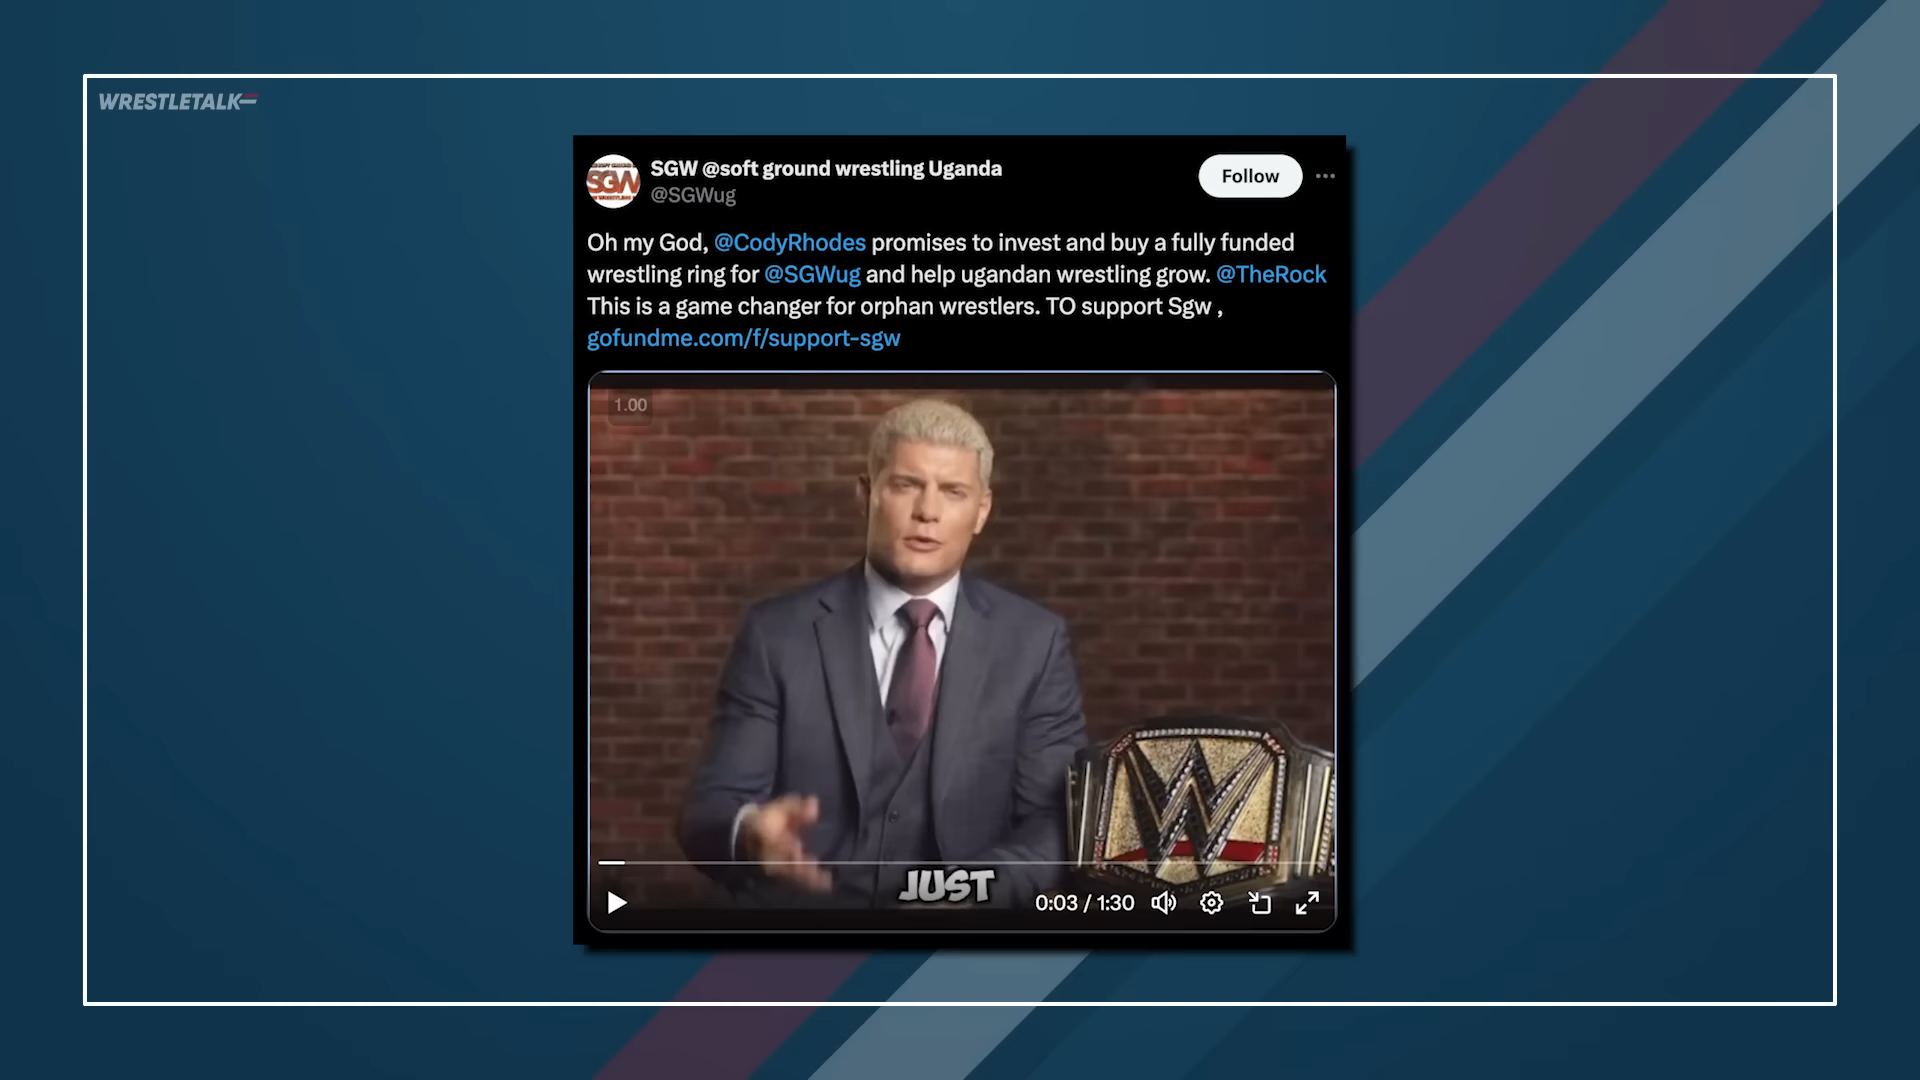 WRESTLETALK
SGW @soft ground wrestling Uganda
@SGWug
Follow
Oh my God, @CodyRhodes promises to invest and buy a fully funded
wrestling ring for @SGWug and help ugandan wrestling grow. @TheRock
This is a game changer for orphan wrestlers. TO support Sgw ,
gofundme.com/f/support-sgw
1.00
JUST
0:03 / 1:30